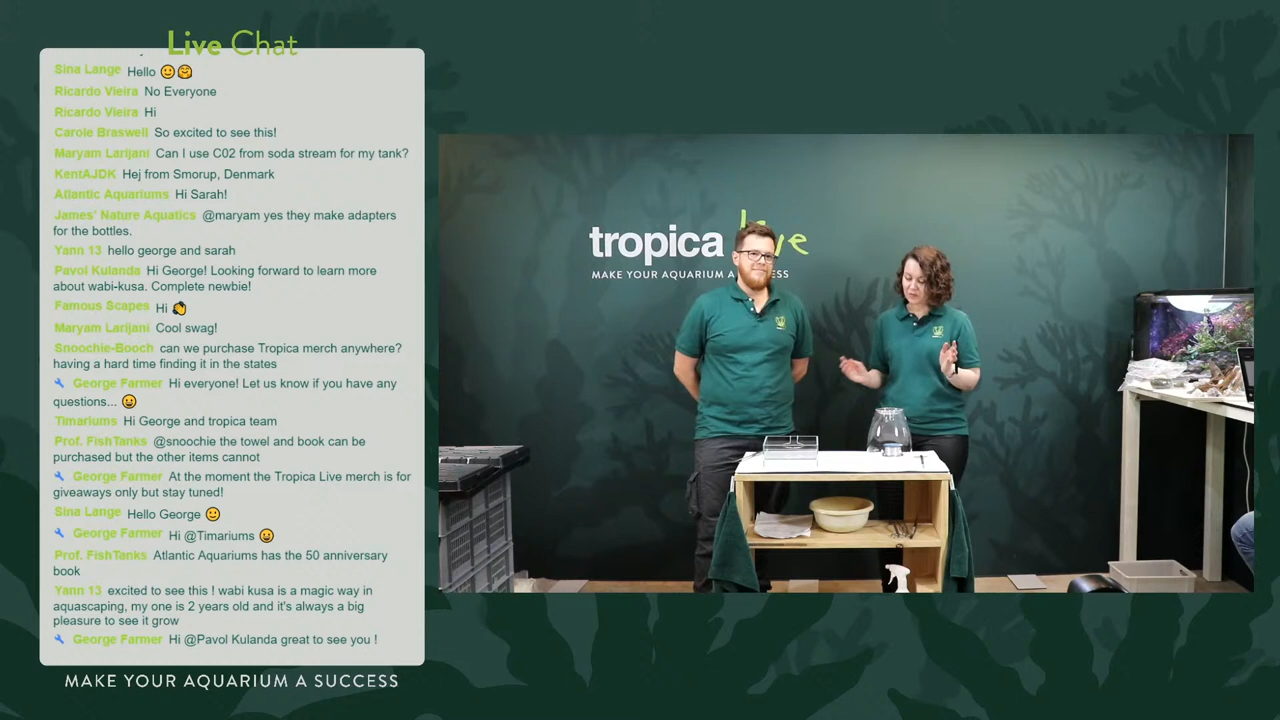 Live Chat
Sina Lange Hello 🙂🤗
Ricardo Vieira No Everyone
Ricardo Vieira Hi
Carole Braswell So excited to see this!
Maryam Larijani Can I use C02 from soda stream for my tank?
KentAJDK Hej from Smorup, Denmark
Atlantic Aquariums Hi Sarah!
James' Nature Aquatics @maryam yes they make adapters
for the bottles.
Yann 13 hello george and sarah
Pavol Kulanda Hi George! Looking forward to learn more
about wabi-kusa. Complete newbie!
Famous Scapes Hi 👏
Maryam Larijani Cool swag!
Snoochie-Booch can we purchase Tropica merch anywhere?
having a hard time finding it in the states
George Farmer Hi everyone! Let us know if you have any
questions... 😀
Timariums Hi George and tropica team
Prof. FishTanks @snoochie the towel and book can be
purchased but the other items cannot
George Farmer At the moment the Tropica Live merch is for
giveaways only but stay tuned!
Sina Lange Hello George 🙂
George Farmer Hi @Timariums 😀
Prof. FishTanks Atlantic Aquariums has the 50 anniversary
book
Yann 13 excited to see this ! wabi kusa is a magic way in
aquascaping, my one is 2 years old and it's always a big
pleasure to see it grow
George Farmer Hi @Pavol Kulanda great to see you !
MAKE YOUR AQUARIUM A SUCCESS
tropica live
MAKE YOUR AQUARIUM A SUCCESS